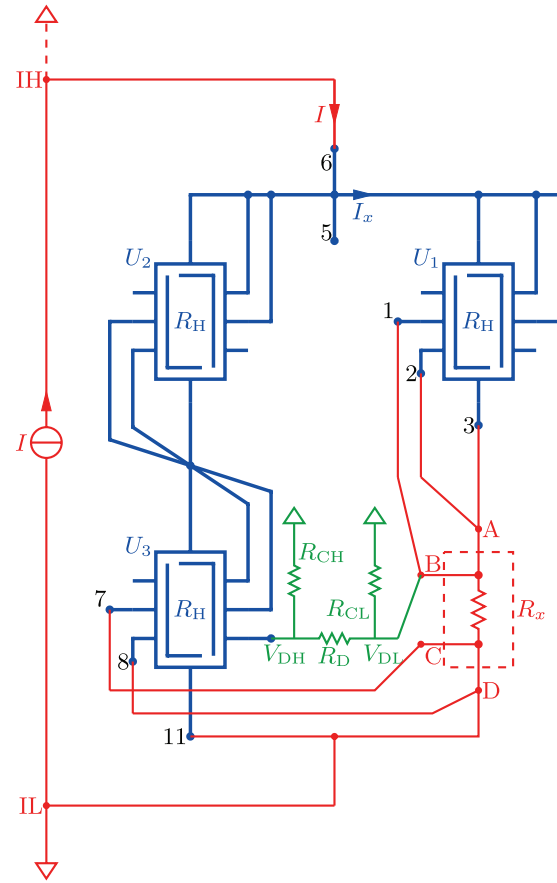 IH
I
6
I_x
5
U_2
U_1
R_H
1
R_H
2
3
I
A
U_3
R_CH
B
7
R_H
R_CL
R_x
8
V_DH
R_D
V_DL
C
D
11
IL